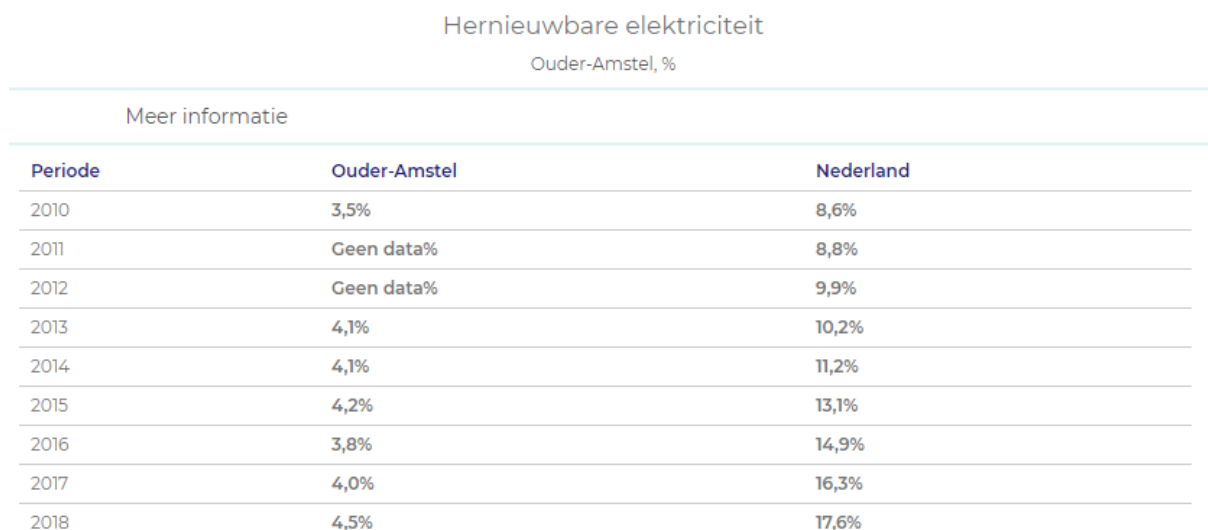 Hernieuwbare elektriciteit
Ouder-Amstel, %
Meer informatie
Periode Ouder-Amstel Nederland
2010 3,5% 8,6%
2011 Geen data% 8,8%
2012 Geen data% 9,9%
2013 4,1% 10,2%
2014 4,1% 11,2%
2015 4,2% 13,1%
2016 3,8% 14,9%
2017 4,0% 16,3%
2018 4,5% 17,6%